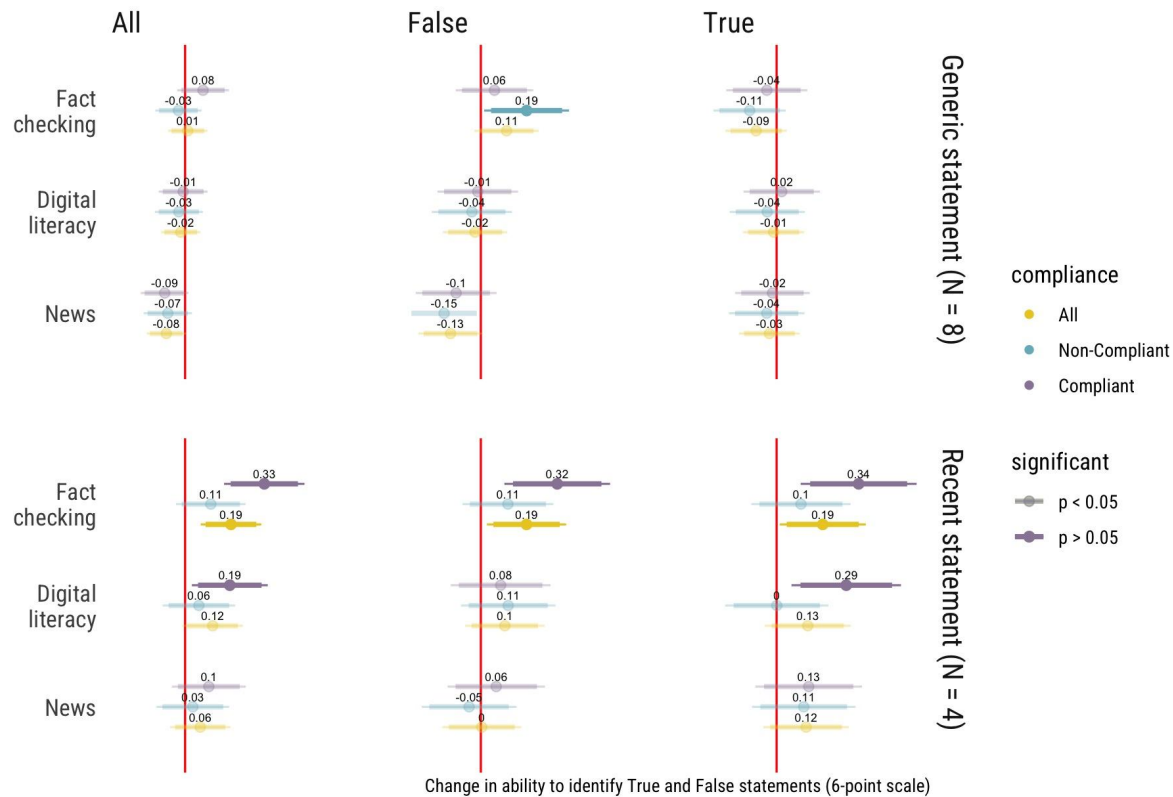 All
False
True
Generic statement (N = 8)
Fact
checking
0.08
-0.03
0.01
0.06
0.19
0.11
-0.04
-0.11
-0.09
Digital
literacy
-0.01
-0.03
-0.02
-0.01
-0.04
-0.02
0.02
-0.04
-0.01
News
-0.09
-0.07
-0.08
-0.1
-0.15
-0.13
-0.02
-0.04
-0.03
Recent statement (N = 4)
Fact
checking
0.33
0.11
0.19
0.32
0.11
0.19
0.34
0.1
0.19
Digital
literacy
0.19
0.06
0.12
0.08
0.11
0.1
0.29
0
0.13
News
0.1
0.03
0.06
0.06
-0.05
0
0.13
0.11
0.12
Change in ability to identify True and False statements (6-point scale)
compliance
All
Non-Compliant
Compliant
significant
p < 0.05
p > 0.05